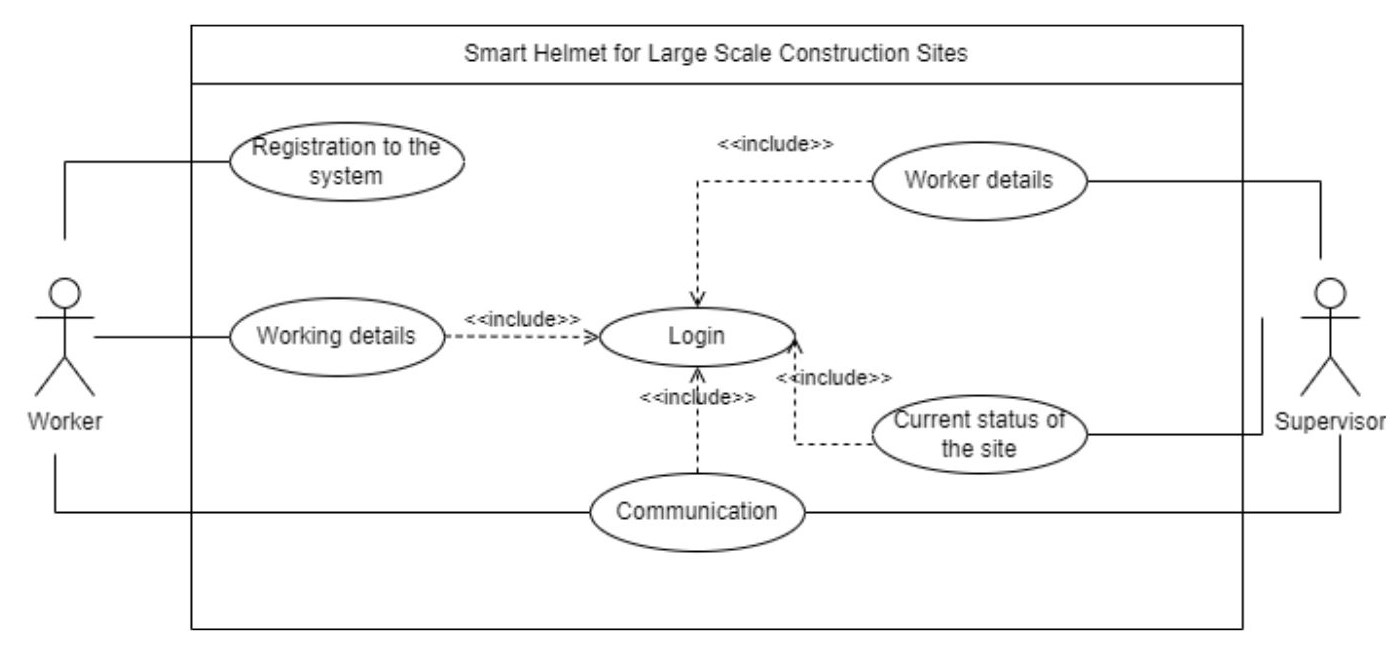 Smart Helmet for Large Scale Construction Sites
Registration to the
system
<<include>>
Worker details
Working details
<<include>>
Login
<<include>>
<<include>>
Worker
Current status of
the site
Supervisor
Communication